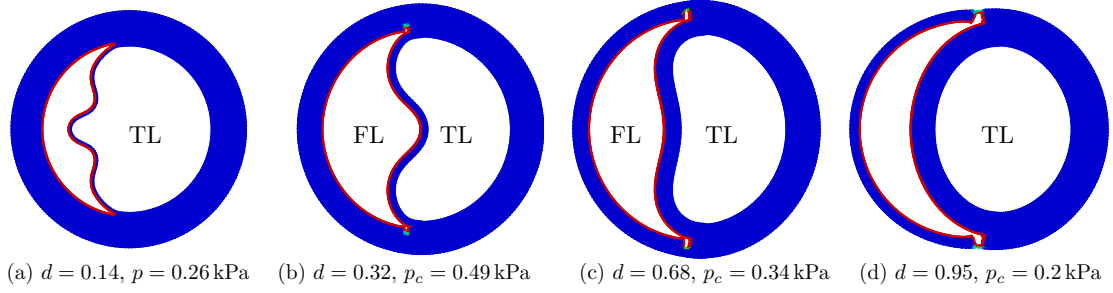 TL
FL TL
FL TL
TL
(a) d = 0.14, p = 0.26 kPa
(b) d = 0.32, p_c = 0.49 kPa
(c) d = 0.68, p_c = 0.34 kPa
(d) d = 0.95, p_c = 0.2 kPa